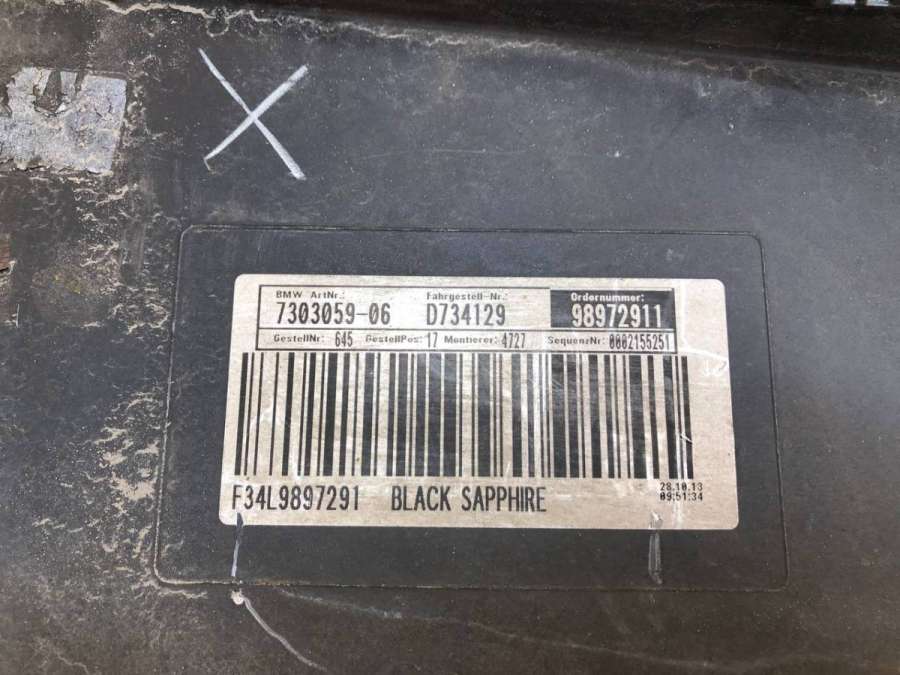 BMW ArtNr.: Fahrgestell-Nr.: Ordernummer:
7303059-06 D734129 98972911
GestellNr: 645 GestellPos: 17 Montierer: 4727 SequenzNr: 0002155251
F34L9897291 BLACK SAPPHIRE
28.10.13
09:51:34